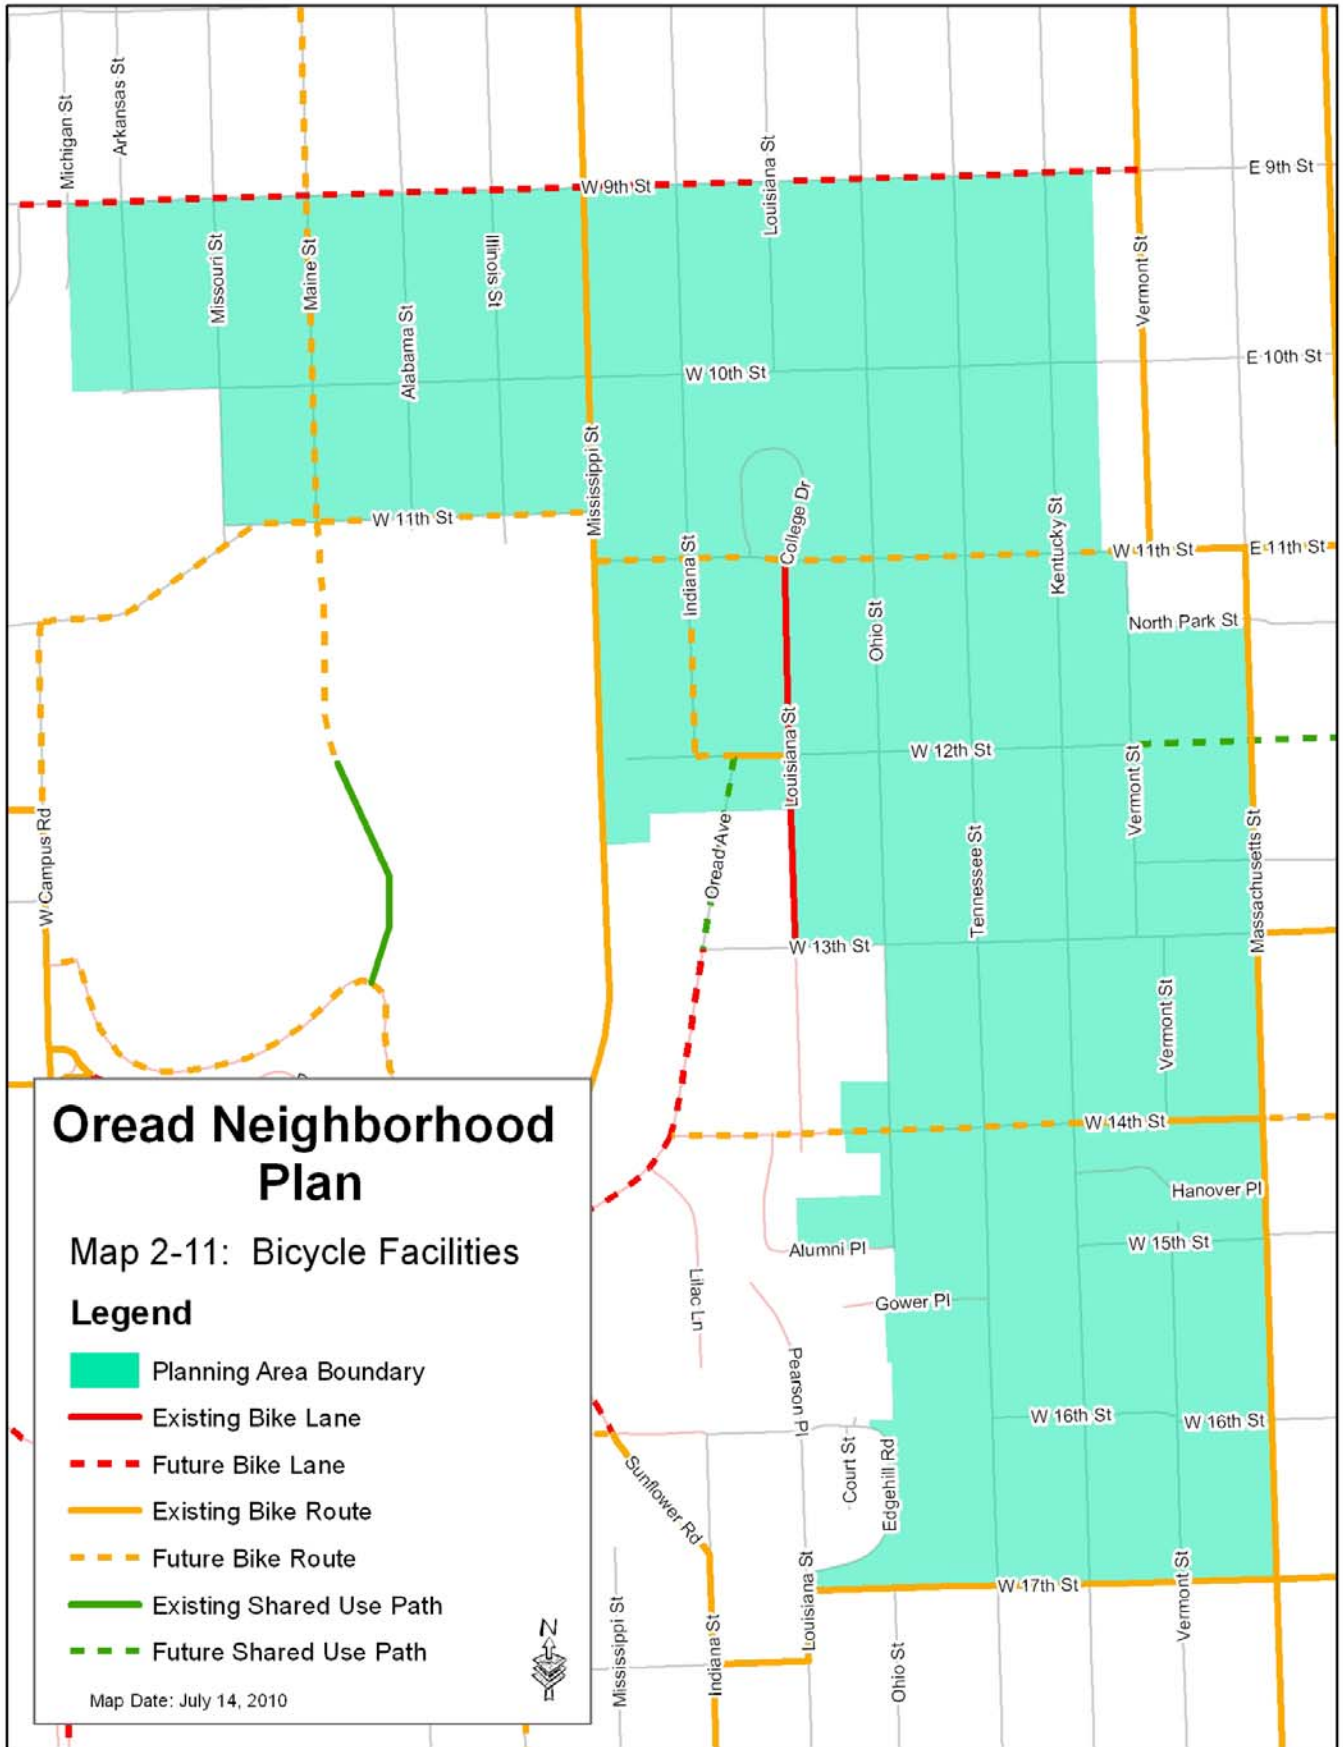 Michigan St
Arkansas St
Louisiana St
E 9th St
W 9th St
Missouri St
Maine St
Illinois St
Alabama St
Vermont St
E 10th St
W 10th St
Mississippi St
College Dr
W 11th St
Indiana St
Kentucky St
W 11th St
E 11th St
Ohio St
North Park St
Louisiana St
W 12th St
Vermont St
W Campus Rd
Oread Ave
Tennessee St
Massachusetts St
W 13th St
Vermont St
W 14th St
Hanover Pl
W 15th St
Alumni Pl
Lilac Ln
Gower Pl
Pearson Pl
W 16th St
W 16th St
Court St
Edgehill Rd
Sunflower Rd
Louisiana St
W 17th St
Vermont St
Mississippi St
Indiana St
Ohio St
Oread Neighborhood
Plan
Map 2-11: Bicycle Facilities
Legend
Planning Area Boundary
Existing Bike Lane
Future Bike Lane
Existing Bike Route
Future Bike Route
Existing Shared Use Path
Future Shared Use Path
N
Map Date: July 14, 2010